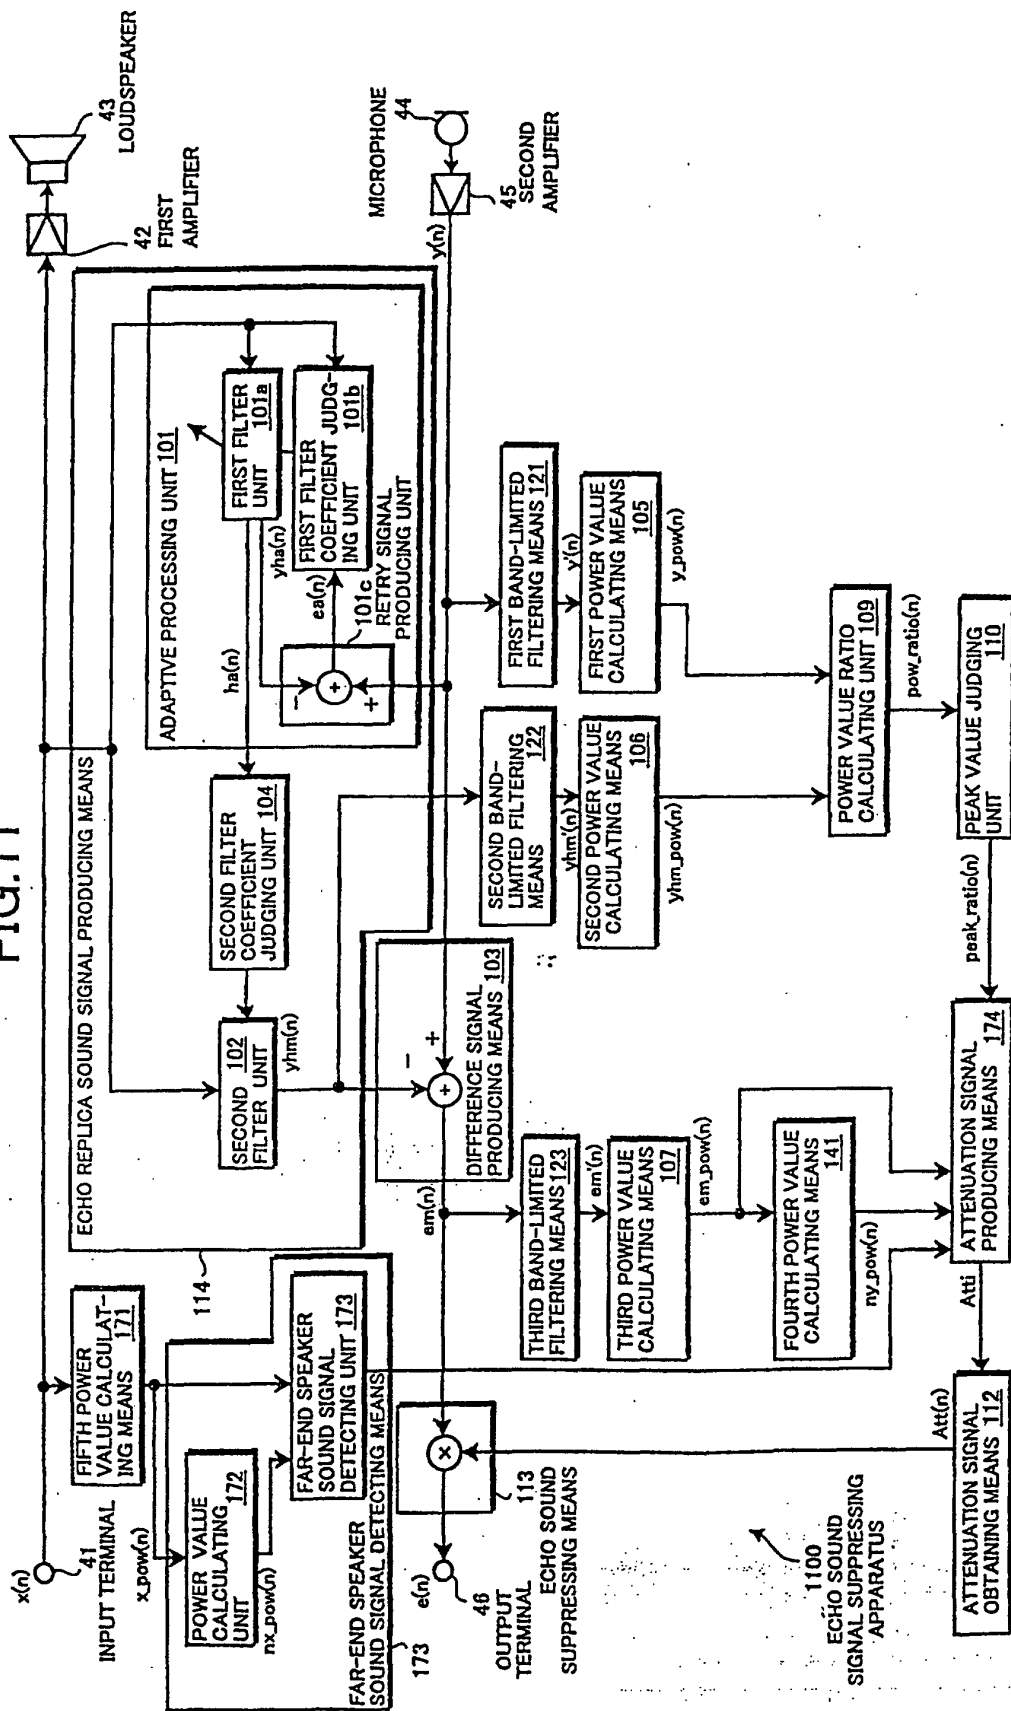 FIG.11
x(n)
41
INPUT TERMINAL
FIFTH POWER
VALUE CALCULAT-
ING MEANS 171
x_pow(n)
POWER VALUE
CALCULATING
UNIT 172
nx_pow(n)
FAR-END SPEAKER
SOUND SIGNAL
DETECTING UNIT 173
FAR-END SPEAKER
SOUND SIGNAL DETECTING MEANS
173
114
ECHO REPLICA SOUND SIGNAL PRODUCING MEANS
SECOND 102
FILTER UNIT
yhm(n)
SECOND FILTER
COEFFICIENT
JUDGING UNIT 104
ha(n)
ADAPTIVE PROCESSING UNIT 101
FIRST FILTER
UNIT 101a
yha(n)
FIRST FILTER
COEFFICIENT JUDG-
ING UNIT 101b
ea(n)
101c
RETRY SIGNAL
PRODUCING UNIT
-
+
+
42
FIRST
AMPLIFIER
43
LOUDSPEAKER
MICROPHONE
44
45
SECOND
AMPLIFIER
y(n)
DIFFERENCE SIGNAL
PRODUCING MEANS 103
-
+
+
em(n)
×
113
ECHO SOUND
SUPPRESSING MEANS
e(n)
46
OUTPUT
TERMINAL
FIRST BAND-LIMITED
FILTERING MEANS 121
y'(n)
FIRST POWER VALUE
CALCULATING MEANS
105
y_pow(n)
SECOND BAND-
LIMITED FILTERING
MEANS 122
yhm'(n)
SECOND POWER VALUE
CALCULATING MEANS
106
yhm_pow(n)
THIRD BAND-LIMITED
FILTERING MEANS 123
em'(n)
THIRD POWER VALUE
CALCULATING MEANS
107
em_pow(n)
FOURTH POWER VALUE
CALCULATING MEANS
141
ny_pow(n)
POWER VALUE RATIO
CALCULATING UNIT 109
pow_ratio(n)
PEAK VALUE JUDGING
UNIT 110
peak_ratio(n)
ATTENUATION SIGNAL
PRODUCING MEANS 174
Atti
ATTENUATION SIGNAL
OBTAINING MEANS 112
Att(n)
1100
ECHO SOUND
SIGNAL SUPPRESSING
APPARATUS